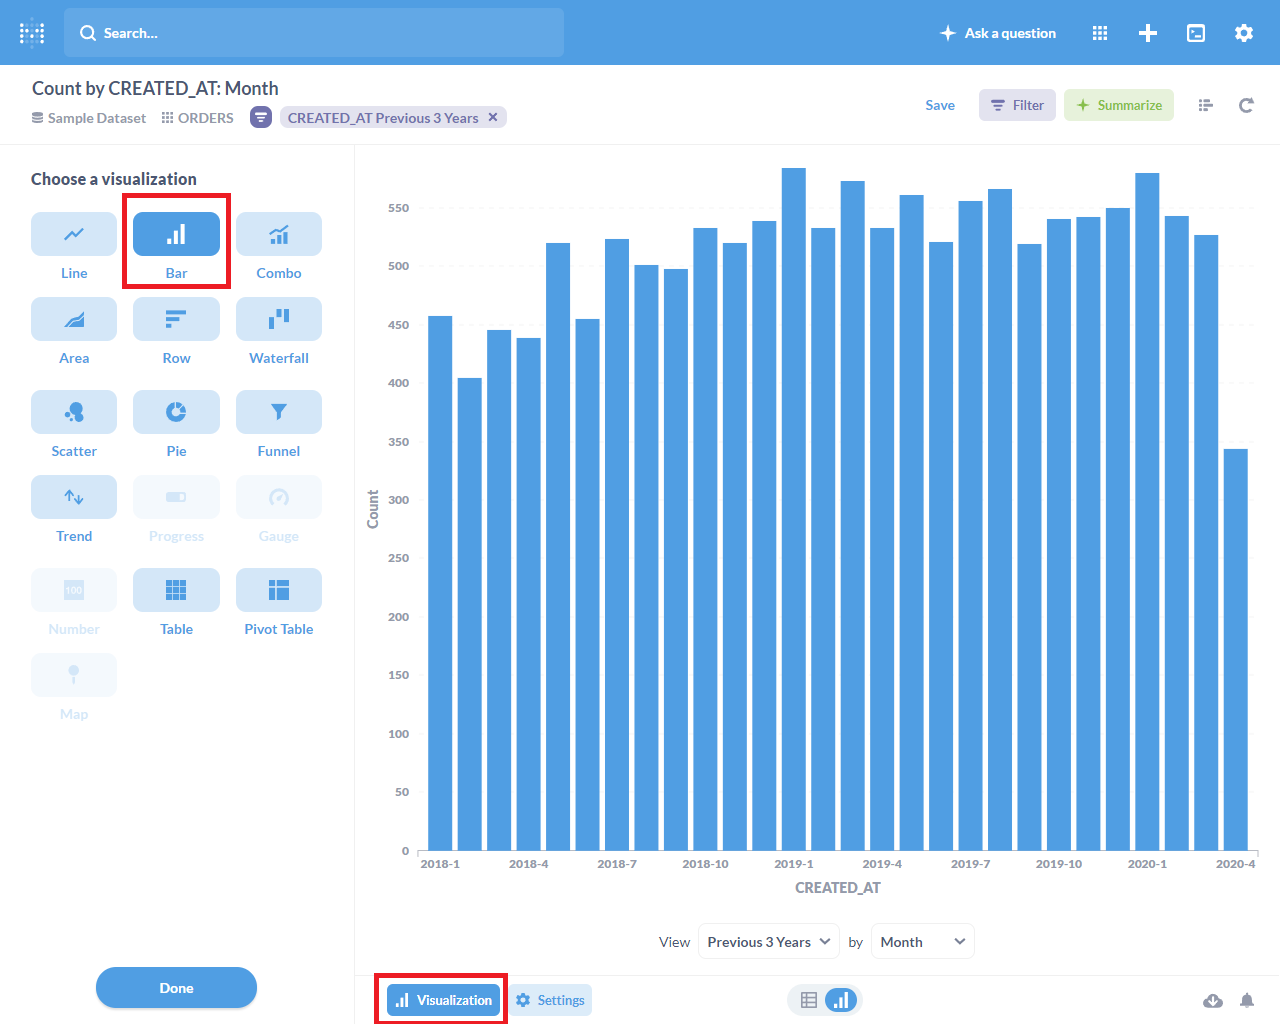 Search...
Ask a question
Count by CREATED_AT: Month
Sample Dataset
ORDERS
CREATED_AT Previous 3 Years
Save
Filter
Summarize
Choose a visualization
Line
Bar
Combo
Area
Row
Waterfall
Scatter
Pie
Funnel
Trend
Progress
Gauge
100
Number
Table
Pivot Table
Map
Done
550
500
450
400
350
300
250
200
150
100
50
0
Count
2018-1
2018-4
2018-7
2018-10
2019-1
2019-4
2019-7
2019-10
2020-1
2020-4
CREATED_AT
View Previous 3 Years by Month
Visualization
Settings